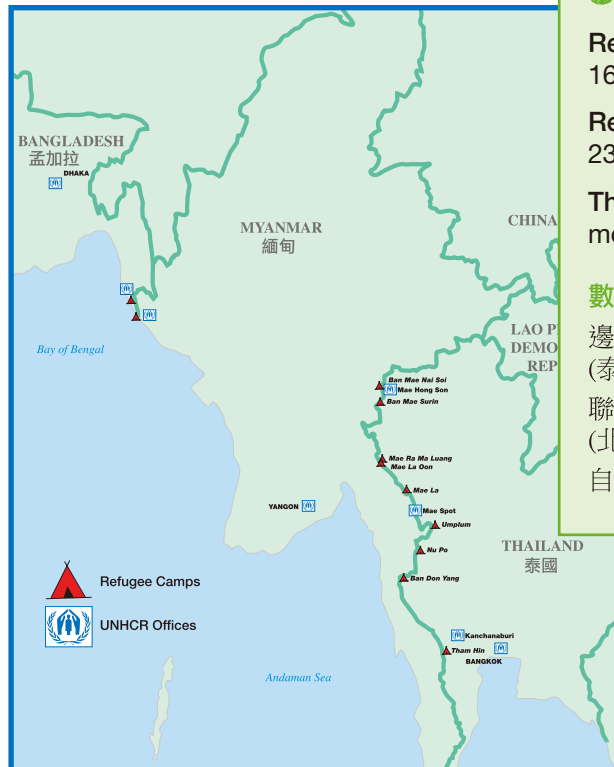 BANGLADESH
孟加拉
DHAKA
MYANMAR
緬甸
CHINA
LAO P
DEMO
REP
Bay of Bengal
Ban Mae Nai Soi
Mae Hong Son
Ban Mae Surin
Mae Ra Ma Luang
Mae La Oon
Mae La
YANGON
Mae Spot
Umplum
Nu Po
THAILAND
泰國
Ban Don Yang
Refugee Camps
UNHCR Offices
Kanchanaburi
Tham Hin
BANGKOK
Andaman Sea
Re
16
Re
23
Th
mo
數
邊
(泰
聯
(北
自